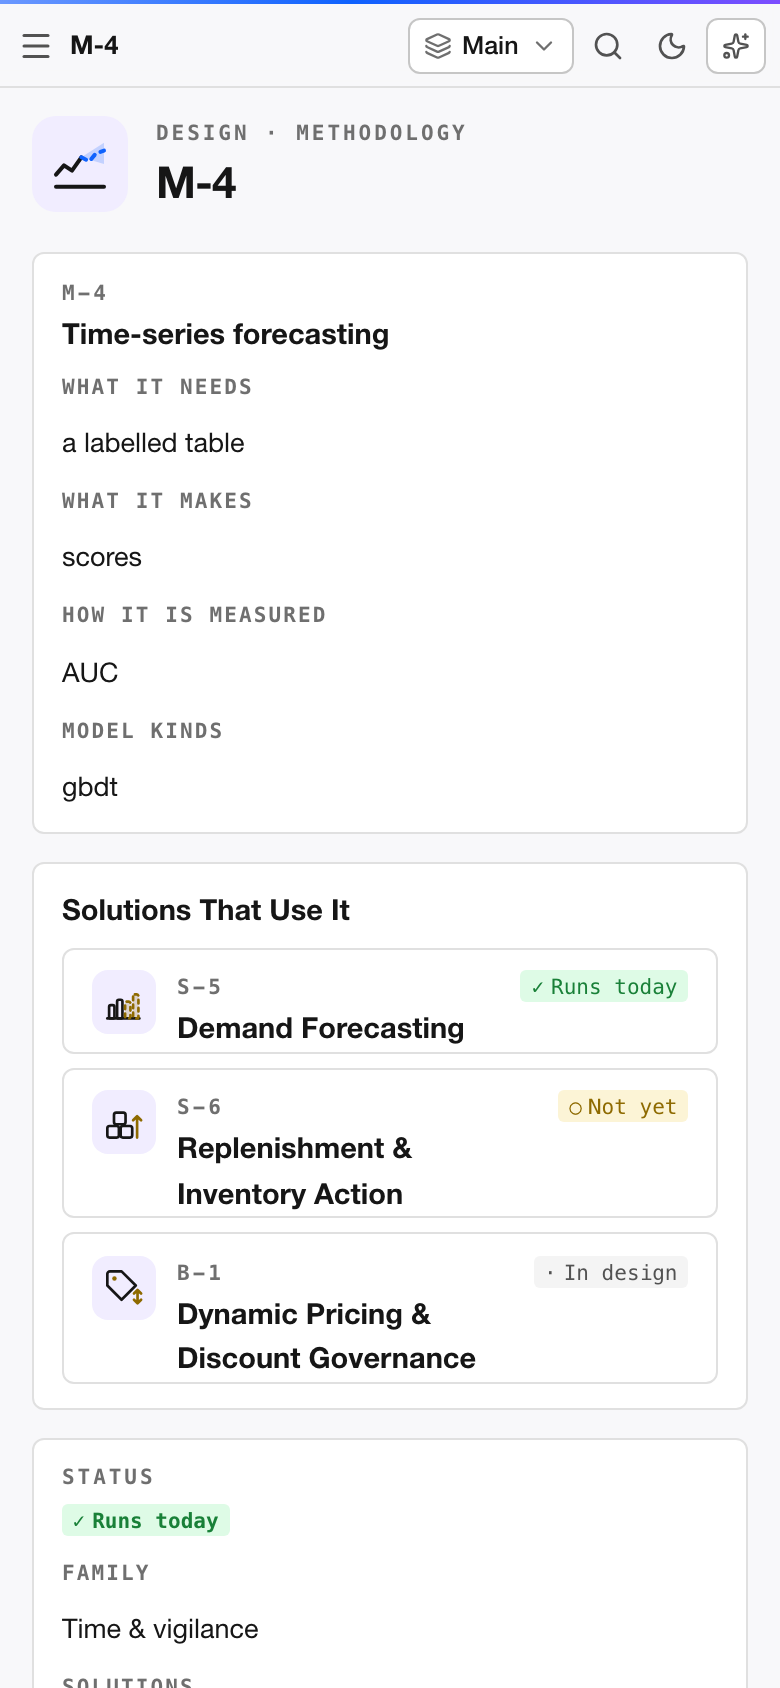 M-4
Main
DESIGN · METHODOLOGY
M-4
M-4
Time-series forecasting
WHAT IT NEEDS
a labelled table
WHAT IT MAKES
scores
HOW IT IS MEASURED
AUC
MODEL KINDS
gbdt
Solutions That Use It
S-5
✓ Runs today
Demand Forecasting
S-6
○ Not yet
Replenishment &
Inventory Action
B-1
· In design
Dynamic Pricing &
Discount Governance
STATUS
✓ Runs today
FAMILY
Time & vigilance
SOLUTIONS